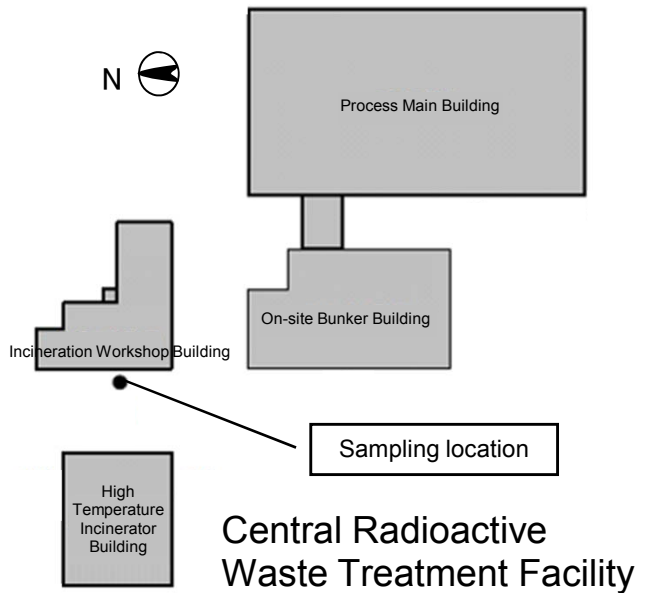 N
Process Main Building
On-site Bunker Building
Incineration Workshop Building
Sampling location
High
Temperature
Incinerator
Building
Central Radioactive
Waste Treatment Facility